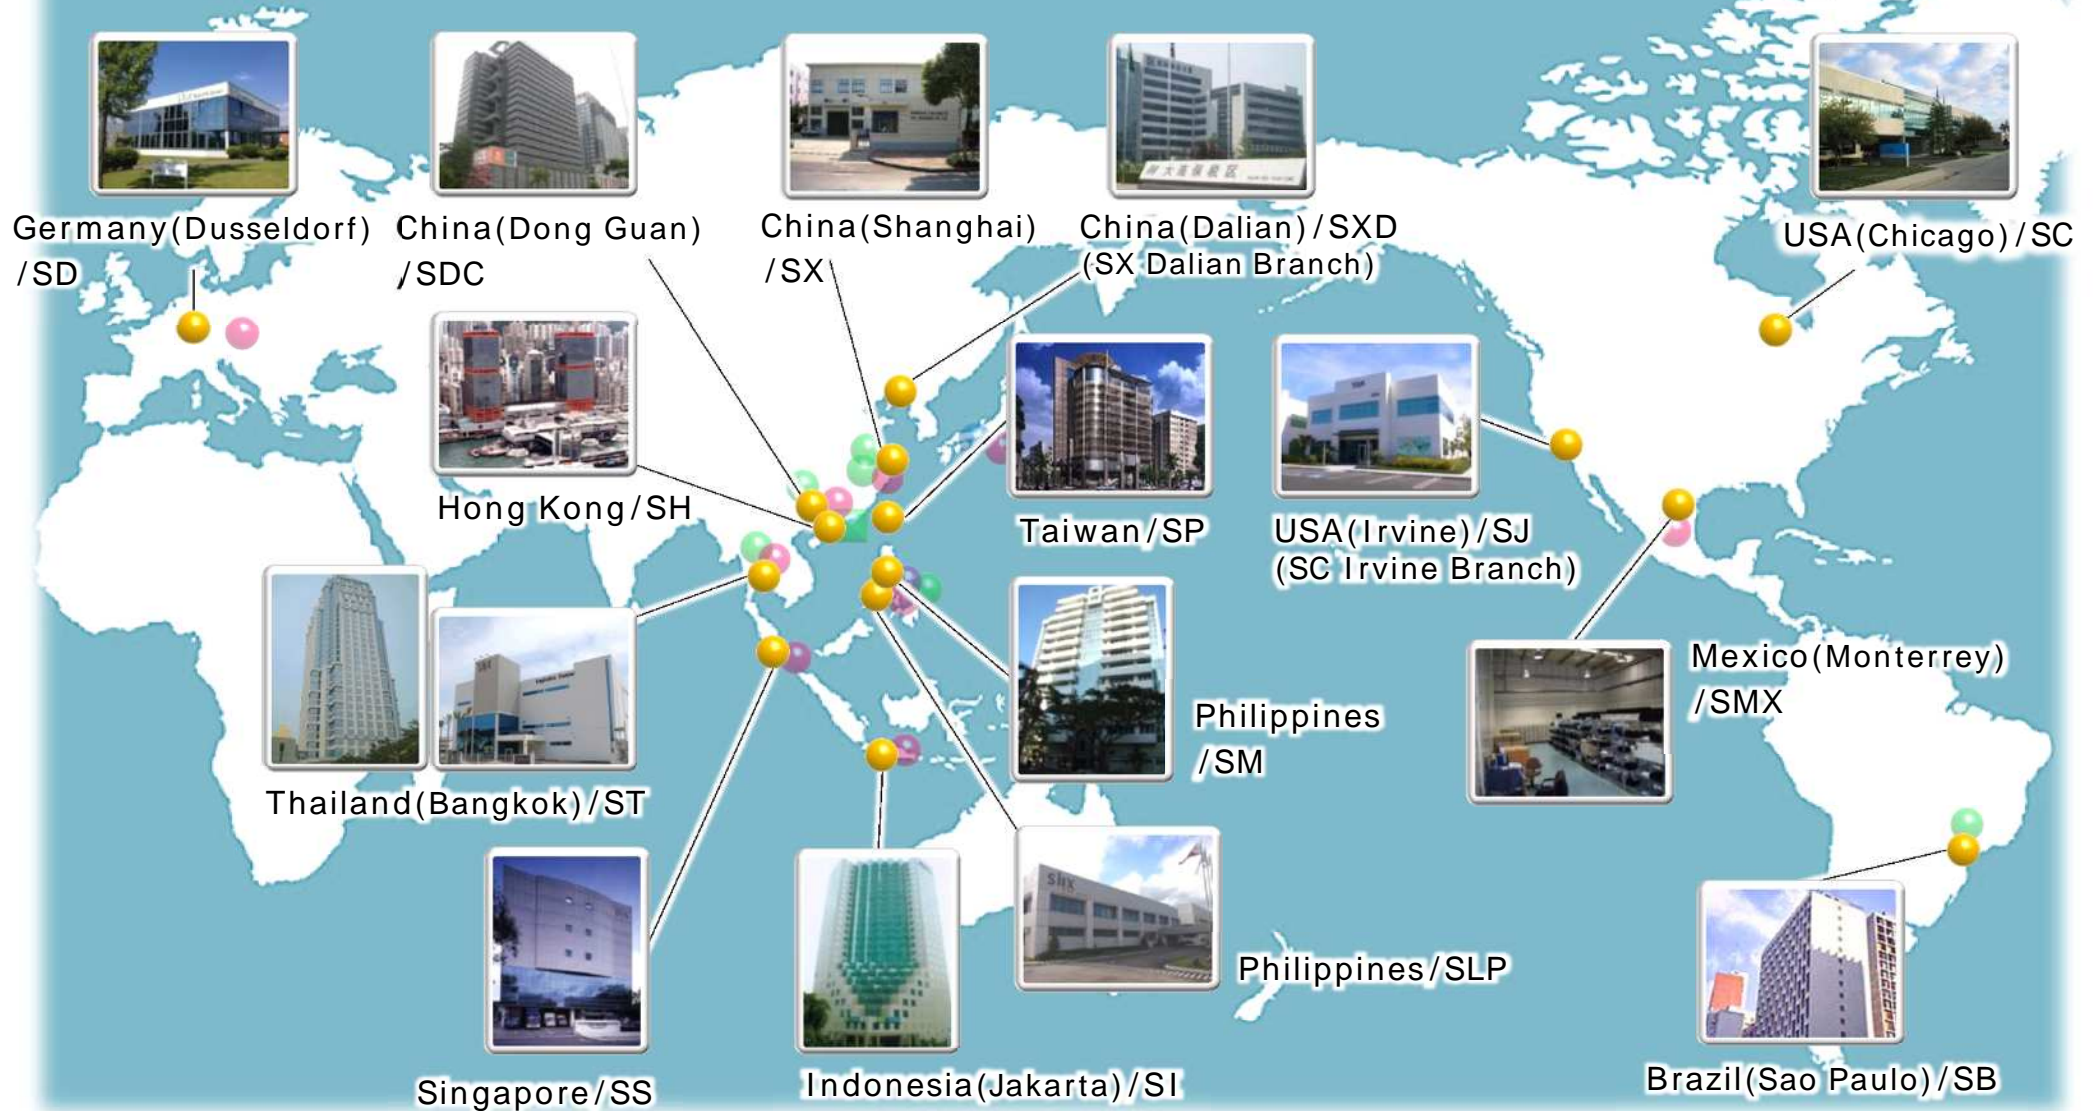 Germany(Dusseldorf)
/SD
China(Dong Guan)
/SDC
China(Shanghai)
/SX
China(Dalian)/SXD
(SX Dalian Branch)
USA(Chicago)/SC
Hong Kong/SH
Taiwan/SP
USA(Irvine)/SJ
(SC Irvine Branch)
Thailand(Bangkok)/ST
Philippines
/SM
Mexico(Monterrey)
/SMX
SIIX
Philippines/SLP
Singapore/SS
Indonesia(Jakarta)/SI
Brazil(Sao Paulo)/SB